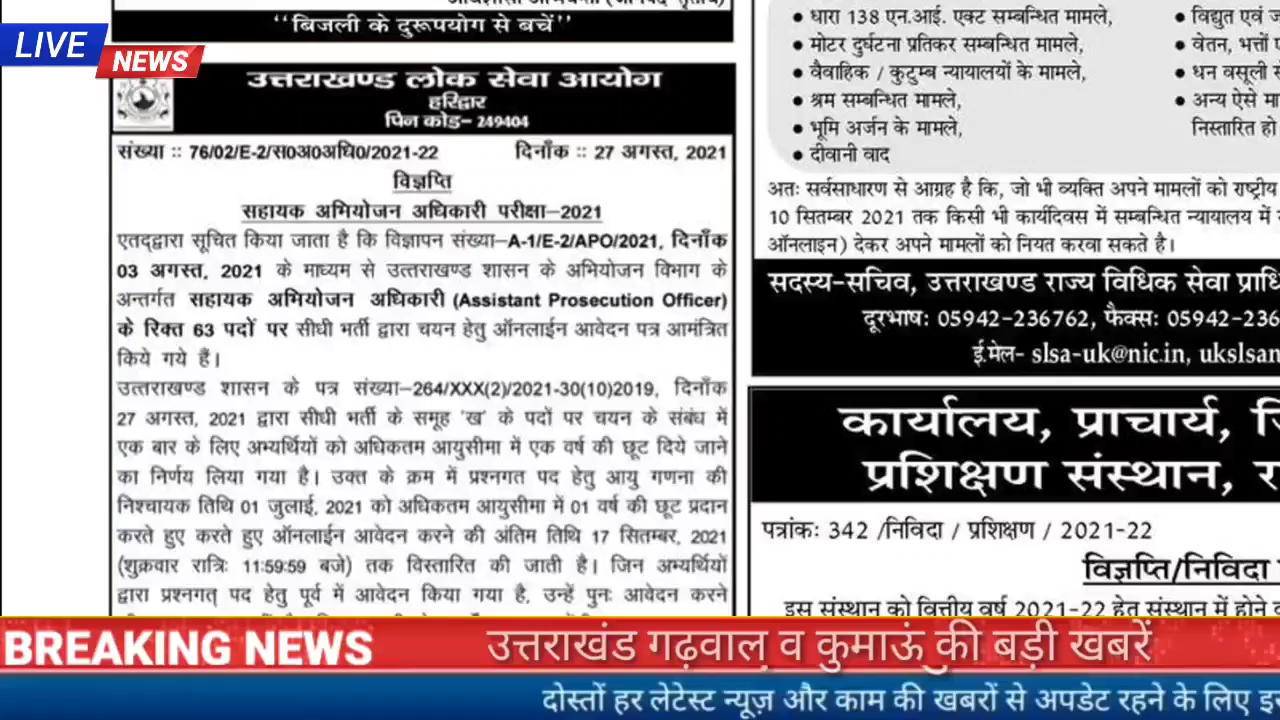 LIVE
NEWS
"बिजली के दुरूपयोग से बचें"
उत्तराखण्ड लोक सेवा आयोग
हरिद्वार
पिन कोड- 249404
संख्या :: 76/02/E-2/स0अ0अधि0/2021-22 दिनाँक :: 27 अगस्त, 2021
विज्ञप्ति
सहायक अभियोजन अधिकारी परीक्षा-2021
एतद्द्वारा सूचित किया जाता है कि विज्ञापन संख्या-A-1/E-2/APO/2021, दिनाँक
03 अगस्त, 2021 के माध्यम से उत्तराखण्ड शासन के अभियोजन विभाग के
अन्तर्गत सहायक अभियोजन अधिकारी (Assistant Prosecution Officer)
के रिक्त 63 पदों पर सीधी भर्ती द्वारा चयन हेतु ऑनलाईन आवेदन पत्र आमंत्रित
किये गये हैं।
उत्तराखण्ड शासन के पत्र संख्या-264/XXX(2)/2021-30(10)2019, दिनाँक
27 अगस्त, 2021 द्वारा सीधी भर्ती के समूह 'ख' के पदों पर चयन के संबंध में
एक बार के लिए अभ्यर्थियों को अधिकतम आयुसीमा में एक वर्ष की छूट दिये जाने
का निर्णय लिया गया है। उक्त के क्रम में प्रश्नगत पद हेतु आयु गणना की
निश्चायक तिथि 01 जुलाई, 2021 को अधिकतम आयुसीमा में 01 वर्ष की छूट प्रदान
करते हुए करते हुए ऑनलाईन आवेदन करने की अंतिम तिथि 17 सितम्बर, 2021
(शुक्रवार रात्रिः 11:59:59 बजे) तक विस्तारित की जाती है। जिन अभ्यर्थियों
द्वारा प्रश्नगत् पद हेतु पूर्व में आवेदन किया गया है, उन्हें पुनः आवेदन करने
• धारा 138 एन.आई. एक्ट सम्बन्धित मामले,
• मोटर दुर्घटना प्रतिकर सम्बन्धित मामले,
• वैवाहिक / कुटुम्ब न्यायालयों के मामले,
• श्रम सम्बन्धित मामले,
• भूमि अर्जन के मामले,
• दीवानी वाद
• विद्युत एवं
• वेतन, भत्तों
• धन वसूली
• अन्य ऐसे
निस्तारित हो
अतः सर्वसाधारण से आग्रह है कि, जो भी व्यक्ति अपने मामलों को राष्ट्रीय
10 सितम्बर 2021 तक किसी भी कार्यदिवस में सम्बन्धित न्यायालय में
ऑनलाइन) देकर अपने मामलों को नियत करवा सकते है।
सदस्य-सचिव, उत्तराखण्ड राज्य विधिक सेवा
दूरभाषः 05942-236762, फैक्सः 05942-236
ई.मेल- slsa-uk@nic.in, ukslsan
कार्यालय, प्राचार्य,
प्रशिक्षण संस्थान,
पत्रांकः 342 /निविदा / प्रशिक्षण / 2021-22
विज्ञप्ति/निविदा
इस संस्थान को वित्तीय वर्ष 2021-22 हेतु संस्थान में होने
BREAKING NEWS
उत्तराखंड गढ़वाल व कुमाऊं की बड़ी खबरें
दोस्तों हर लेटेस्ट न्यूज़ और काम की खबरों से अपडेट रहने के लिए